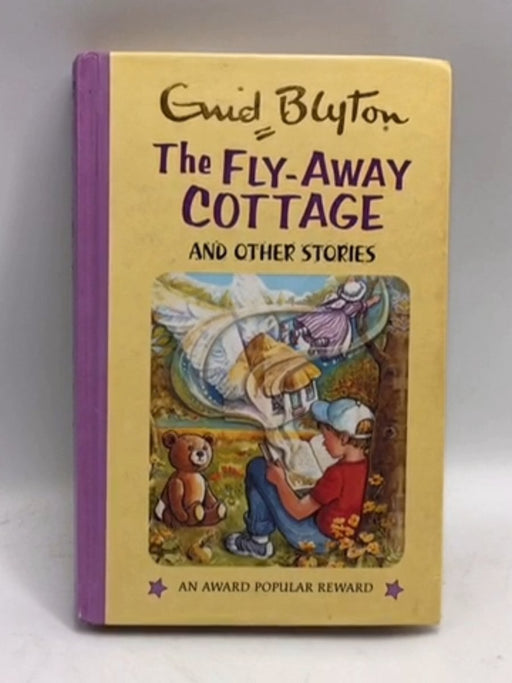 Enid Blyton
The FLY-AWAY
COTTAGE
AND OTHER STORIES
AN AWARD POPULAR REWARD